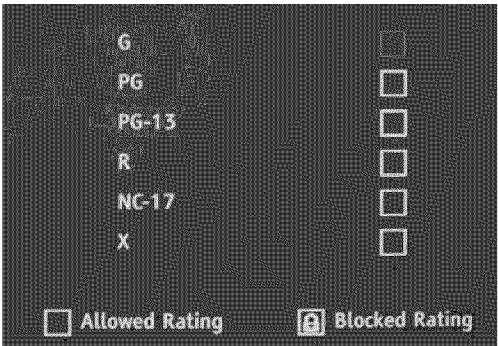 G
PG
PG-13
R
NC-17
X
Allowed Rating
Blocked Rating